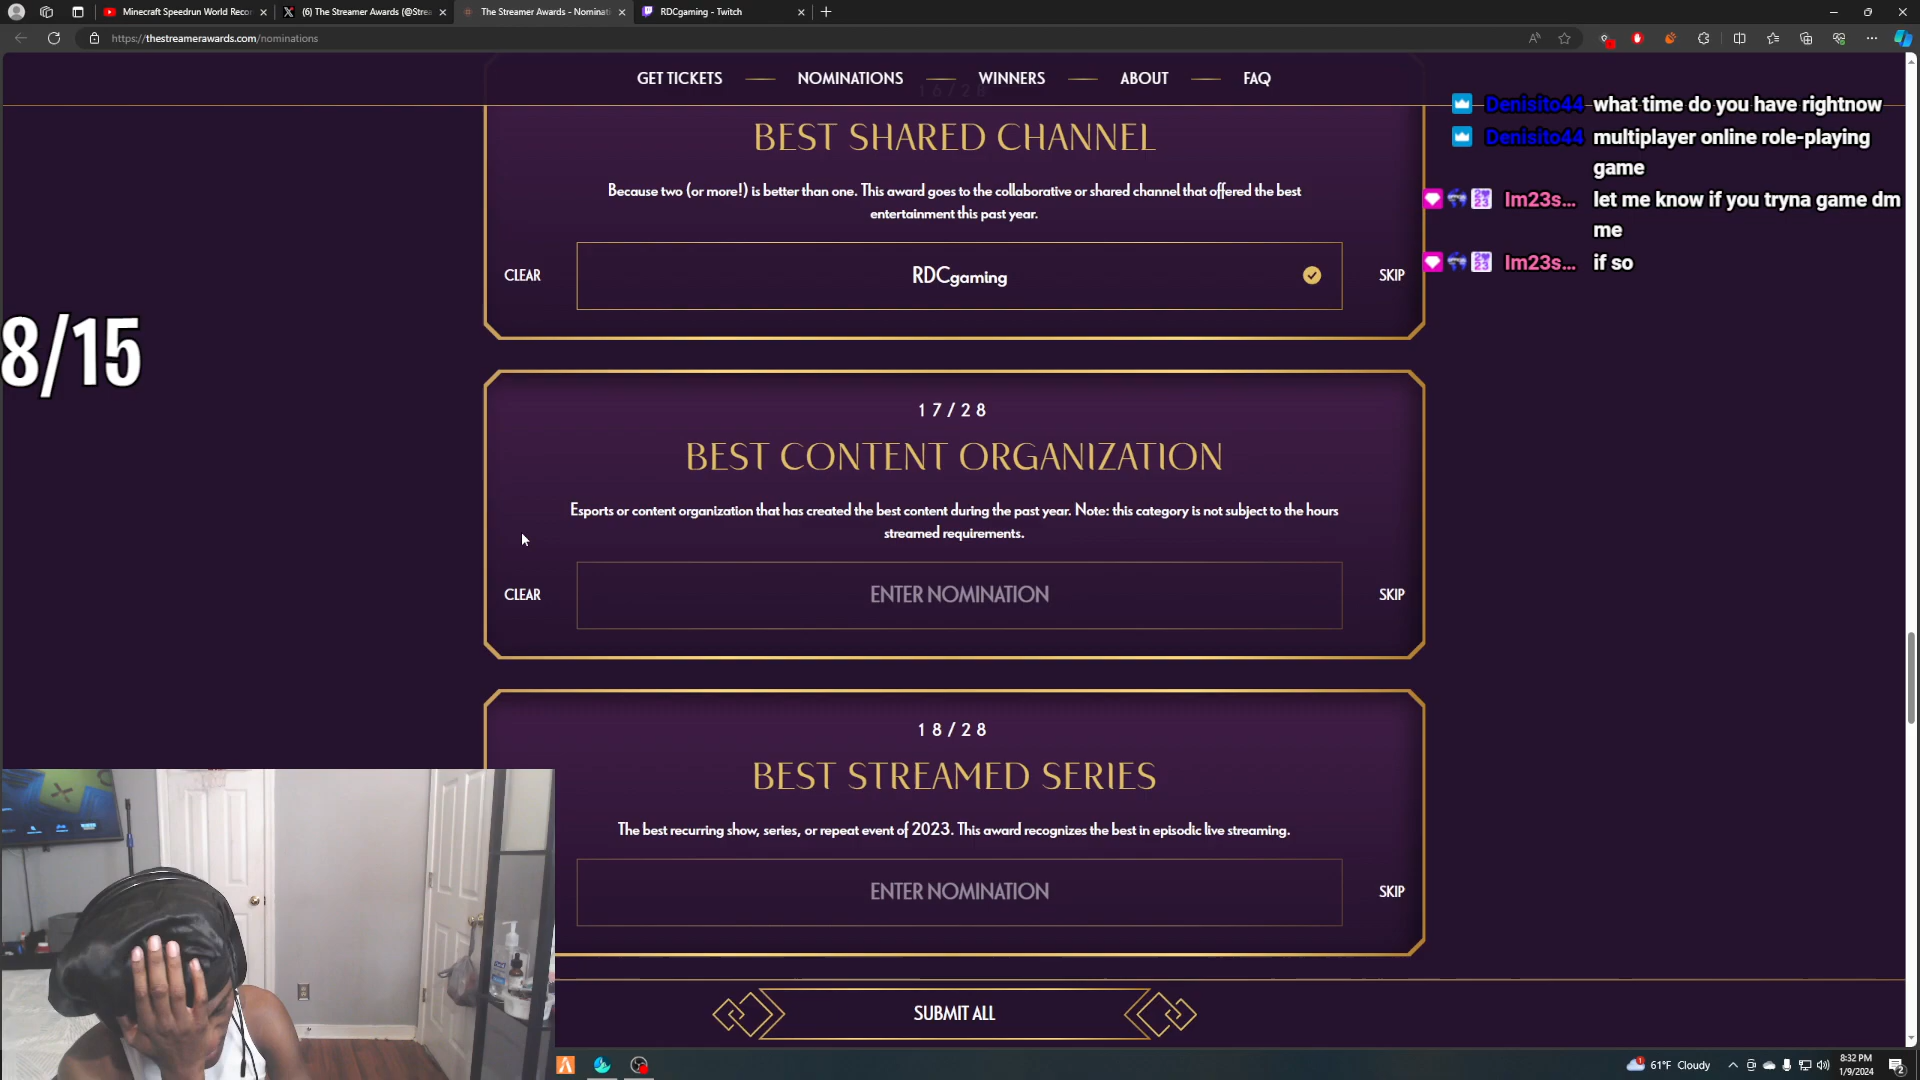 Minecraft Speedrun World Reco
(6) The Streamer Awards (@Strea
The Streamer Awards - Nominati
RDCgaming - Twitch
https://thestreamerawards.com/nominations
GET TICKETS
NOMINATIONS
WINNERS
ABOUT
FAQ
16/28
BEST SHARED CHANNEL
Because two (or more!) is better than one. This award goes to the collaborative or shared channel that offered the best
entertainment this past year.
CLEAR
RDCgaming
SKIP
Denisito44 what time do you have rightnow
Denisito44 multiplayer online role-playing
game
Im23s... let me know if you tryna game dm
me
Im23s... if so
8/15
17/28
BEST CONTENT ORGANIZATION
Esports or content organization that has created the best content during the past year. Note: this category is not subject to the hours
streamed requirements.
CLEAR
ENTER NOMINATION
SKIP
18/28
BEST STREAMED SERIES
The best recurring show, series, or repeat event of 2023. This award recognizes the best in episodic live streaming.
ENTER NOMINATION
SKIP
SUBMIT ALL
61°F Cloudy
8:32 PM
1/9/2024